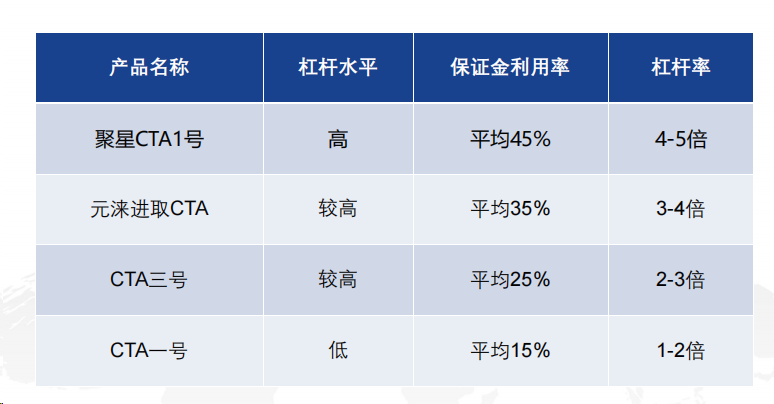 产品名称 杠杆水平 保证金利用率 杠杆率
聚星CTA1号 高 平均45% 4-5倍
元涞进取CTA 较高 平均35% 3-4倍
CTA三号 较高 平均25% 2-3倍
CTA一号 低 平均15% 1-2倍